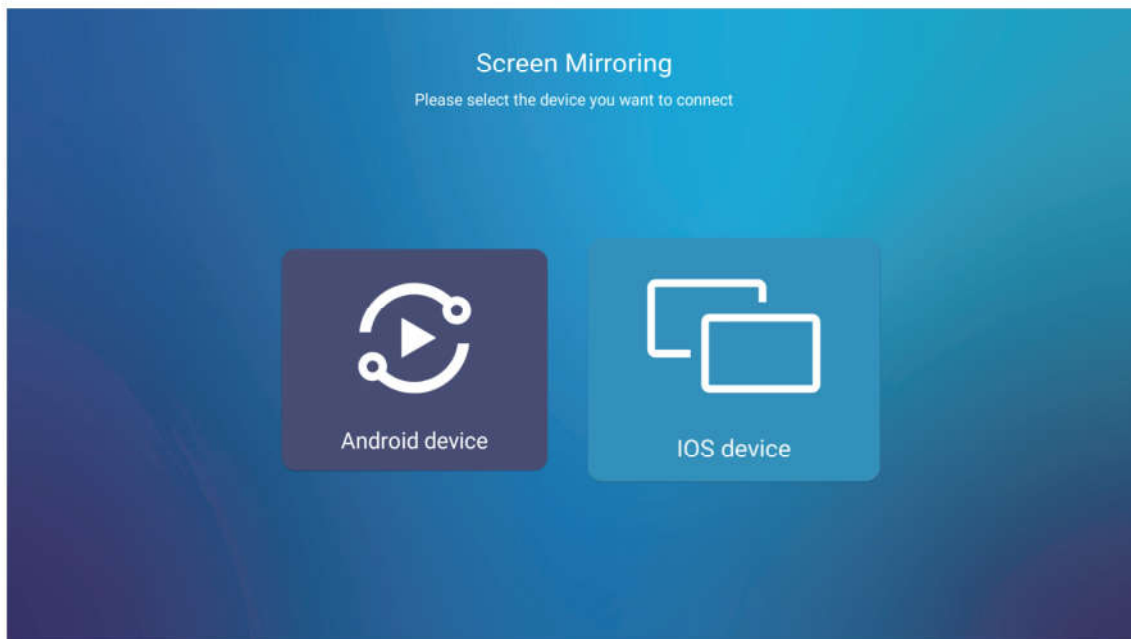 Screen Mirroring
Please select the device you want to connect
Android device
IOS device